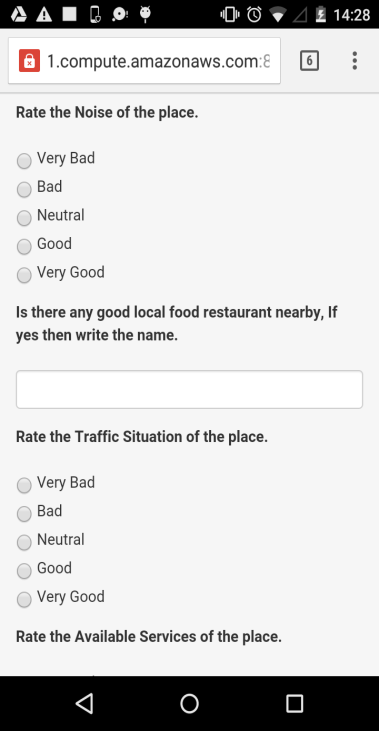 14:28
1.compute.amazonaws.com:8
6
Rate the Noise of the place.
Very Bad
Bad
Neutral
Good
Very Good
Is there any good local food restaurant nearby, If
yes then write the name.
Rate the Traffic Situation of the place.
Very Bad
Bad
Neutral
Good
Very Good
Rate the Available Services of the place.